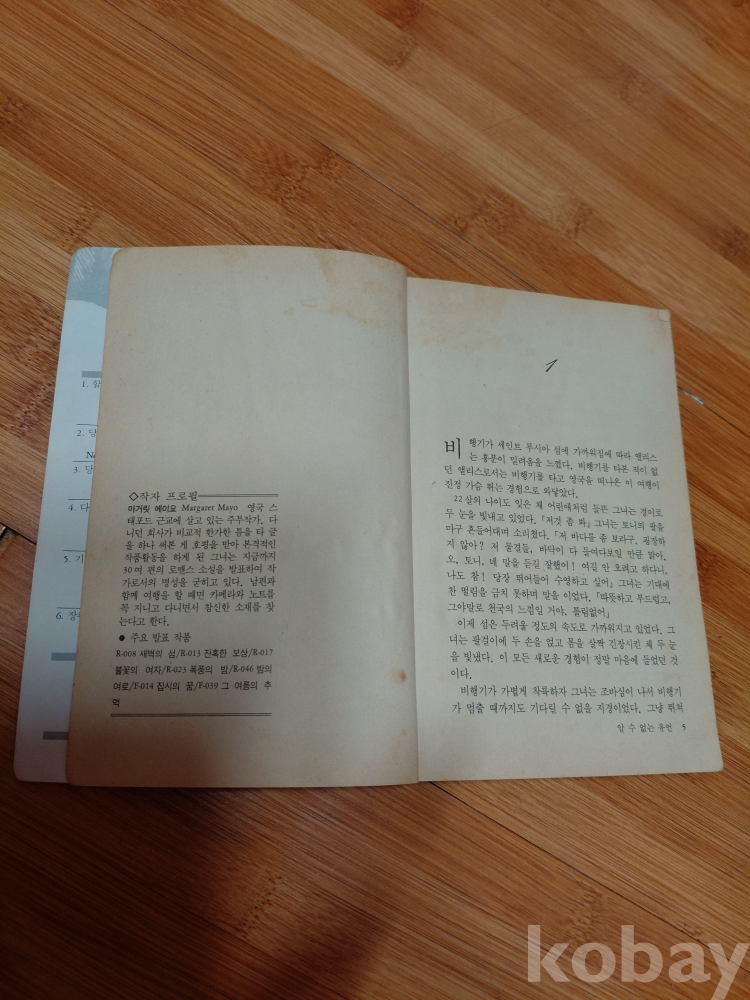 1. 함
2. 당
3. 당
4. 다
5. 기
6. 장
◇작자 프로필
마거릿 메이요 Margaret Mayo 영국 스
태포드 근교에 살고 있는 주부작가. 다
니던 회사가 비교적 한가한 틈을 타 글
을 하나 써본 게 호평을 받아 본격적인
작품활동을 하게 된 그녀는 지금까지
30여 편의 로맨스 소설을 발표하여 작
가로서의 명성을 굳히고 있다. 남편과
함께 여행을 할 때면 카메라와 노트를
꼭 지니고 다니면서 참신한 소재를 찾
는다고 한다.
● 주요 발표 작품
R-008 새벽의 섬/R-013 잔혹한 보상/R-017
불꽃의 여자/R-023 폭풍의 밤/R-046 밤의
여로/F-014 집시의 꿈/F-039 그 여름의 추
억
1
비행기가 세인트 루시아 섬에 가까워짐에 따라 앨리스
는 흥분이 밀려옴을 느꼈다. 비행기를 타본 적이 없
던 앨리스로서는 비행기를 타고 영국을 떠나온 이 여행이
진정 가슴 뛰는 경험으로 와닿았다.
22살의 나이도 잊은 채 어린애처럼 들뜬 그녀는 경이로
두 눈을 빛내고 있었다. 「저것 좀 봐」 그녀는 토니의 팔을
마구 흔들어대며 소리쳤다. 「저 바다를 좀 보라구, 굉장하
지 않아? 저 물결들, 바닥이 다 들여다보일 만큼 맑아.
오, 토니, 네 말을 듣길 잘했어! 여길 안 오려고 하다니,
나도 참! 당장 뛰어들어 수영하고 싶어」 그녀는 기대에
찬 떨림을 금치 못하며 말을 이었다. 「따뜻하고 부드럽고,
그야말로 천국의 느낌일 거야, 틀림없어」
이제 섬은 두려울 정도의 속도로 가까워지고 있었다. 그
녀는 팔걸이에 두 손을 얹고 몸을 살짝 긴장시킨 채 두 눈
을 빛냈다. 이 모든 새로운 경험이 정말 마음에 들었던 것
이다.
비행기가 가볍게 착륙하자 그녀는 조바심이 나서 비행기
가 멈출 때까지도 기다릴 수 없을 지경이었다. 그냥 뛰쳐
알 수 없는 유언 5
kobay